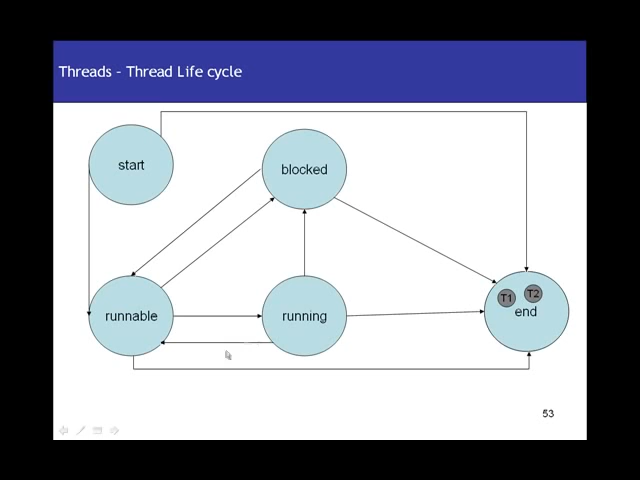 Threads - Thread Life cycle
start
blocked
T1 T2
runnable
running
end
53